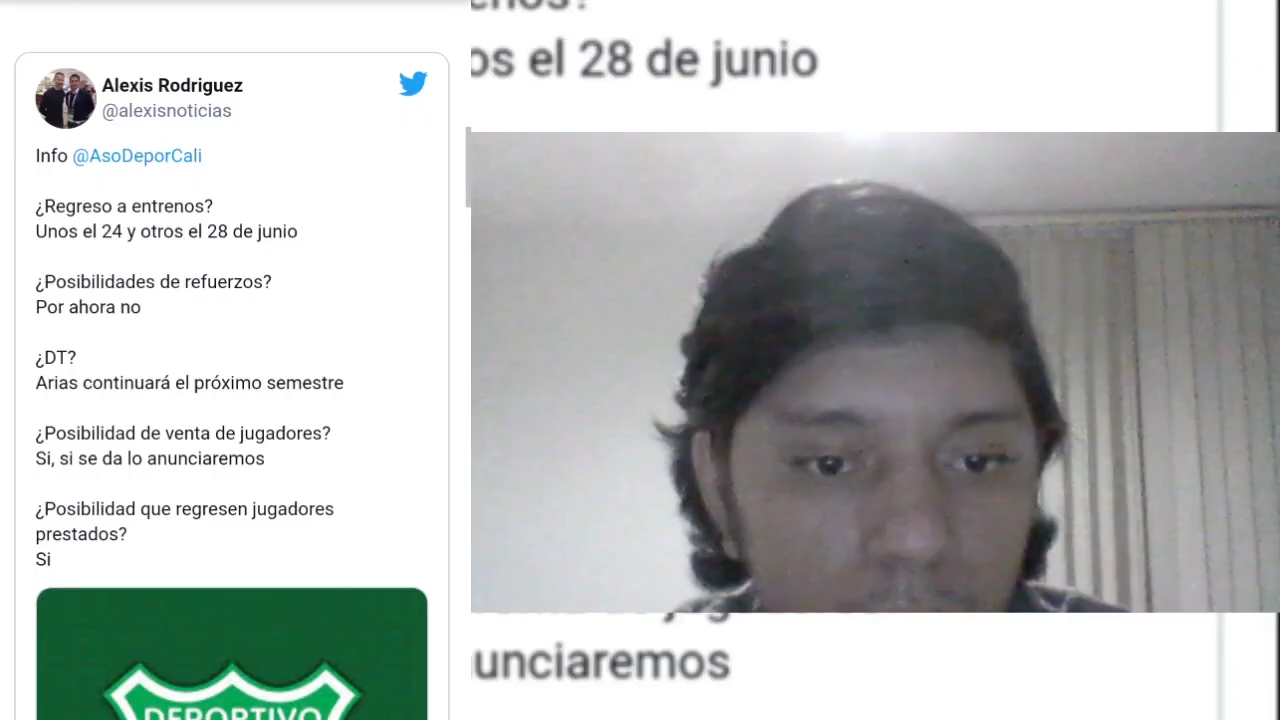 Alexis Rodriguez
@alexisnoticias
Info @AsoDeporCali
¿Regreso a entrenos?
Unos el 24 y otros el 28 de junio
¿Posibilidades de refuerzos?
Por ahora no
¿DT?
Arias continuará el próximo semestre
¿Posibilidad de venta de jugadores?
Si, si se da lo anunciaremos
¿Posibilidad que regresen jugadores
prestados?
Si
DEPORTIVO
os el 28 de junio
unciaremos